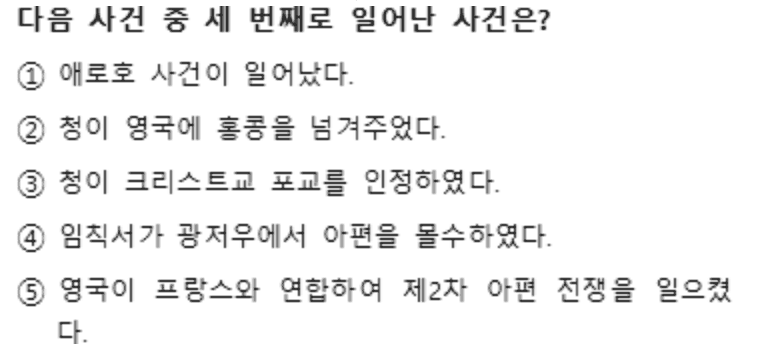 다음 사건 중 세 번째로 일어난 사건은?
① 애로호 사건이 일어났다.
② 청이 영국에 홍콩을 넘겨주었다.
③ 청이 크리스트교 포교를 인정하였다.
④ 임칙서가 광저우에서 아편을 몰수하였다.
⑤ 영국이 프랑스와 연합하여 제2차 아편 전쟁을 일으켰
다.